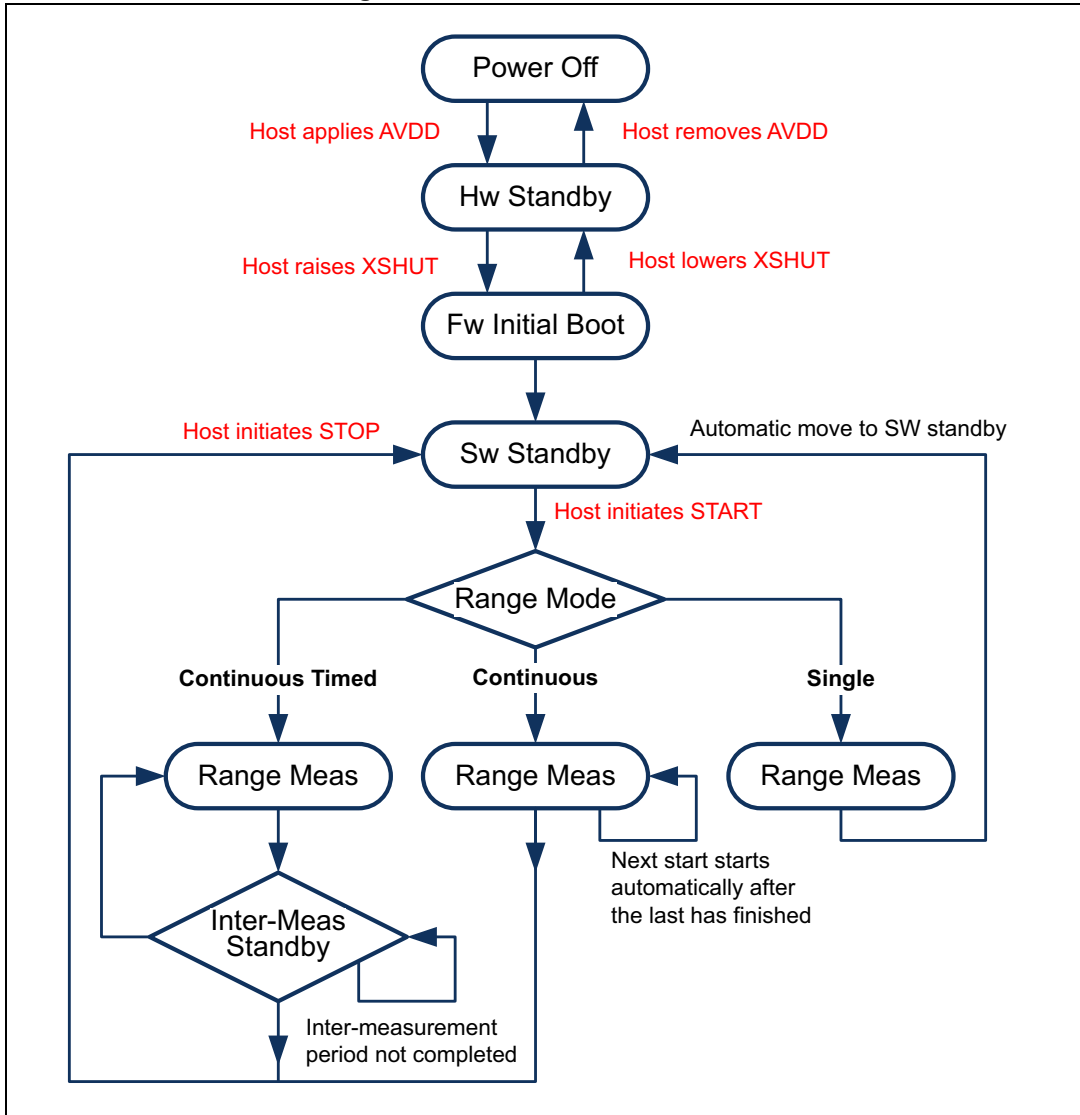 Power Off
Host applies AVDD
Host removes AVDD
Hw Standby
Host raises XSHUT
Host lowers XSHUT
Fw Initial Boot
Host initiates STOP
Automatic move to SW standby
Sw Standby
Host initiates START
Range Mode
Continuous Timed
Continuous
Single
Range Meas
Range Meas
Range Meas
Next start starts
automatically after
the last has finished
Inter-Meas
Standby
Inter-measurement
period not completed